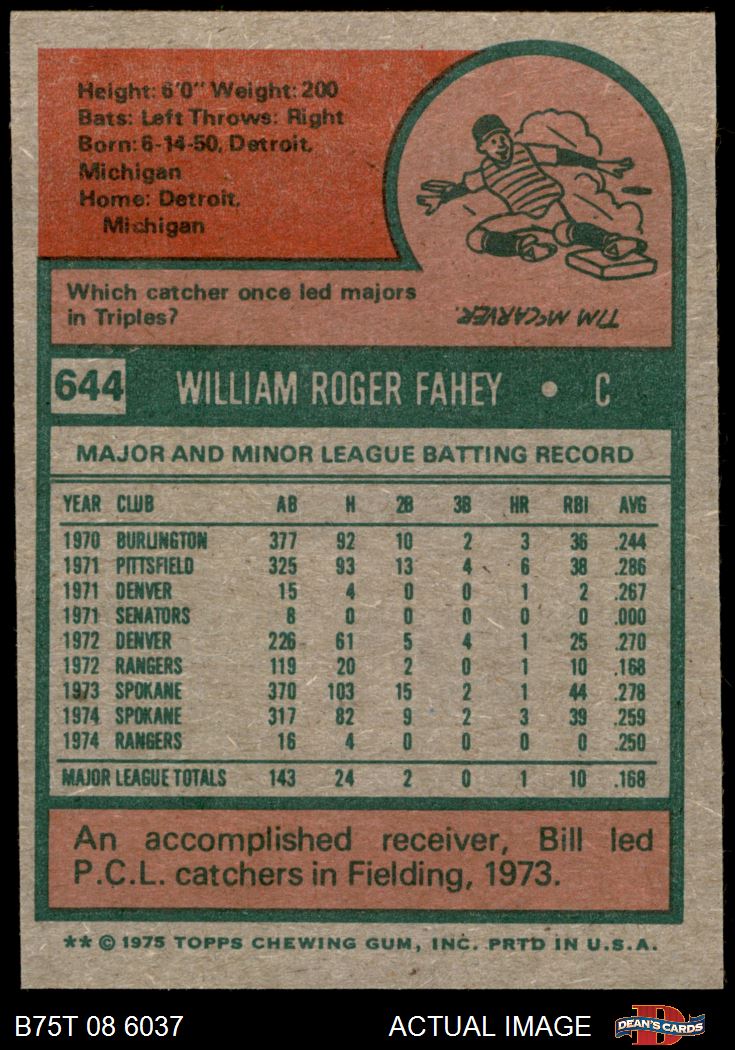 Height: 6'0" Weight: 200
Bats: Left Throws: Right
Born: 6-14-50, Detroit,
Michigan
Home: Detroit,
Michigan
Which catcher once led majors
in Triples?
TIM McCARVER.
644 WILLIAM ROGER FAHEY • C
MAJOR AND MINOR LEAGUE BATTING RECORD
YEAR CLUB AB H 2B 3B HR RBI AVG
1970 BURLINGTON 377 92 10 2 3 36 .244
1971 PITTSFIELD 325 93 13 4 6 38 .286
1971 DENVER 15 4 0 0 1 2 .267
1971 SENATORS 8 0 0 0 0 0 .000
1972 DENVER 226 61 5 4 1 25 .270
1972 RANGERS 119 20 2 0 1 10 .168
1973 SPOKANE 370 103 15 2 1 44 .278
1974 SPOKANE 317 82 9 2 3 39 .259
1974 RANGERS 16 4 0 0 0 0 .250
MAJOR LEAGUE TOTALS 143 24 2 0 1 10 .168
An accomplished receiver, Bill led
P.C.L. catchers in Fielding, 1973.
** © 1975 TOPPS CHEWING GUM, INC. PRTD IN U.S.A.
B75T 08 6037 ACTUAL IMAGE DEAN'S CARDS